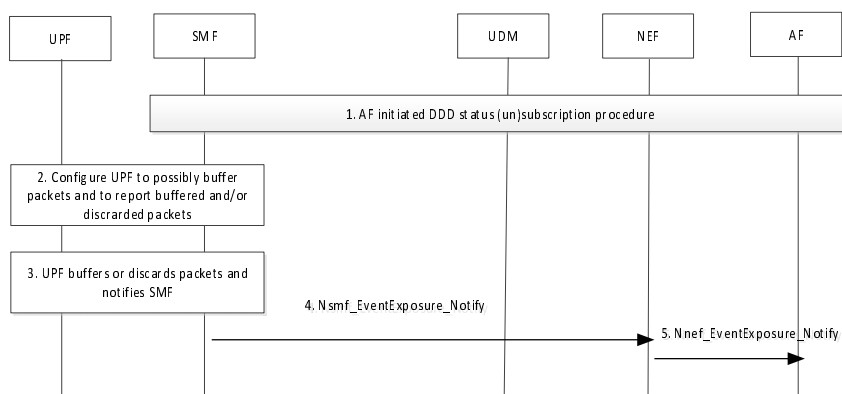 UPF
SMF
UDM
NEF
AF
1. AF initiated DDD status (un)subscription procedure
2. Configure UPF to possibly buffer
packets and to report buffered and/or
discrarded packets
3. UPF buffers or discards packets and
notifies SMF
4. Nsmf_EventExposure_Notify
5. Nnef_EventExposure_Notify